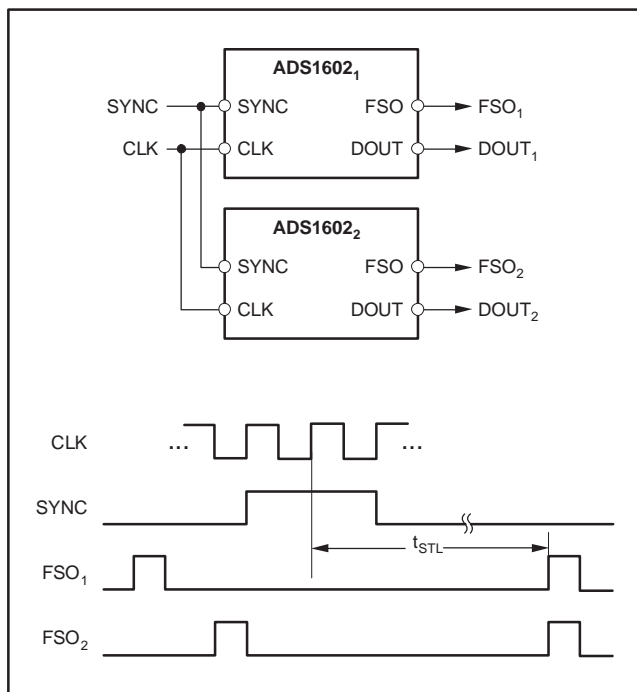 ADS1602₁
SYNC SYNC FSO FSO₁
CLK CLK DOUT DOUT₁
ADS1602₂
SYNC FSO FSO₂
CLK DOUT DOUT₂
CLK ... ...
SYNC
tSTL
FSO₁
FSO₂